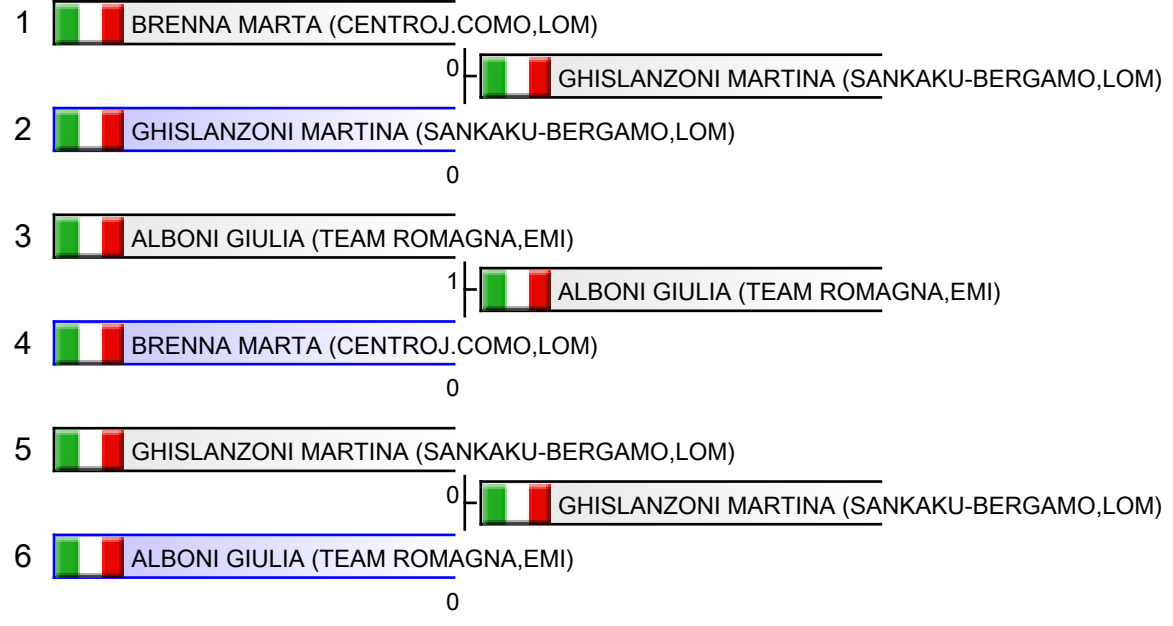 1 BRENNA MARTA (CENTROJ.COMO,LOM)
0 GHISLANZONI MARTINA (SANKAKU-BERGAMO,LOM)
2 GHISLANZONI MARTINA (SANKAKU-BERGAMO,LOM)
0
3 ALBONI GIULIA (TEAM ROMAGNA,EMI)
1 ALBONI GIULIA (TEAM ROMAGNA,EMI)
4 BRENNA MARTA (CENTROJ.COMO,LOM)
0
5 GHISLANZONI MARTINA (SANKAKU-BERGAMO,LOM)
0 GHISLANZONI MARTINA (SANKAKU-BERGAMO,LOM)
6 ALBONI GIULIA (TEAM ROMAGNA,EMI)
0